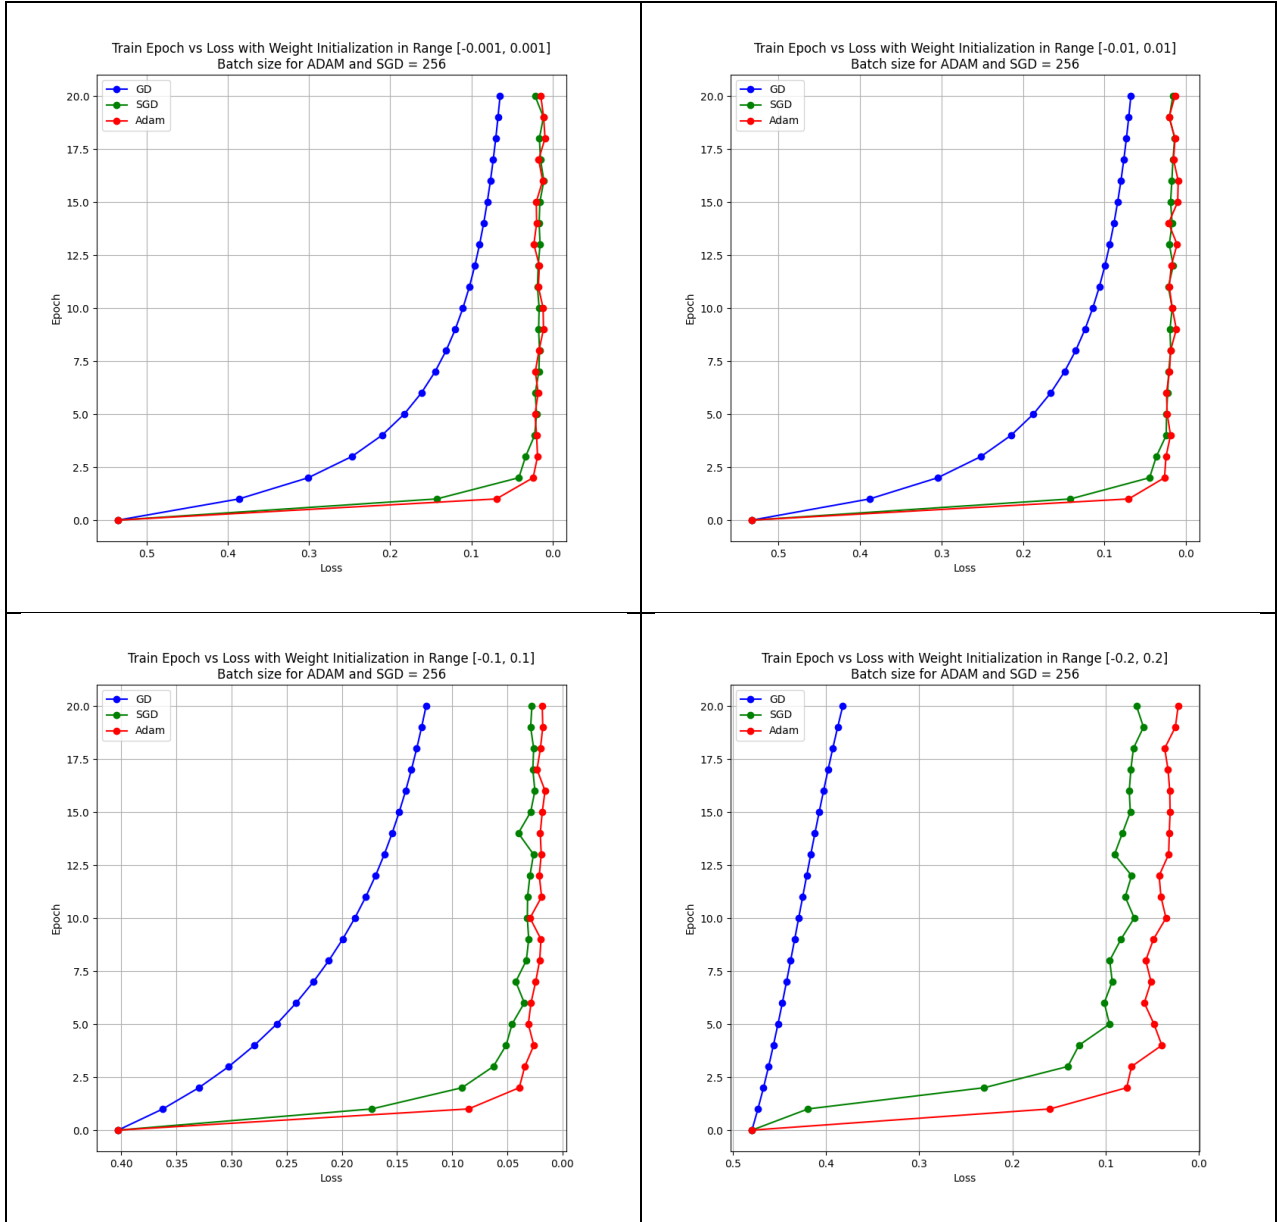 Train Epoch vs Loss with Weight Initialization in Range [-0.001, 0.001]
Batch size for ADAM and SGD = 256
GD
SGD
Adam
20.0
17.5
15.0
12.5
10.0
7.5
5.0
2.5
0.0
Epoch
0.5 0.4 0.3 0.2 0.1 0.0
Loss
Train Epoch vs Loss with Weight Initialization in Range [-0.01, 0.01]
Batch size for ADAM and SGD = 256
GD
SGD
Adam
20.0
17.5
15.0
12.5
10.0
7.5
5.0
2.5
0.0
Epoch
0.5 0.4 0.3 0.2 0.1 0.0
Loss
Train Epoch vs Loss with Weight Initialization in Range [-0.1, 0.1]
Batch size for ADAM and SGD = 256
GD
SGD
Adam
20.0
17.5
15.0
12.5
10.0
7.5
5.0
2.5
0.0
Epoch
0.40 0.35 0.30 0.25 0.20 0.15 0.10 0.05 0.00
Loss
Train Epoch vs Loss with Weight Initialization in Range [-0.2, 0.2]
Batch size for ADAM and SGD = 256
GD
SGD
Adam
20.0
17.5
15.0
12.5
10.0
7.5
5.0
2.5
0.0
Epoch
0.5 0.4 0.3 0.2 0.1 0.0
Loss